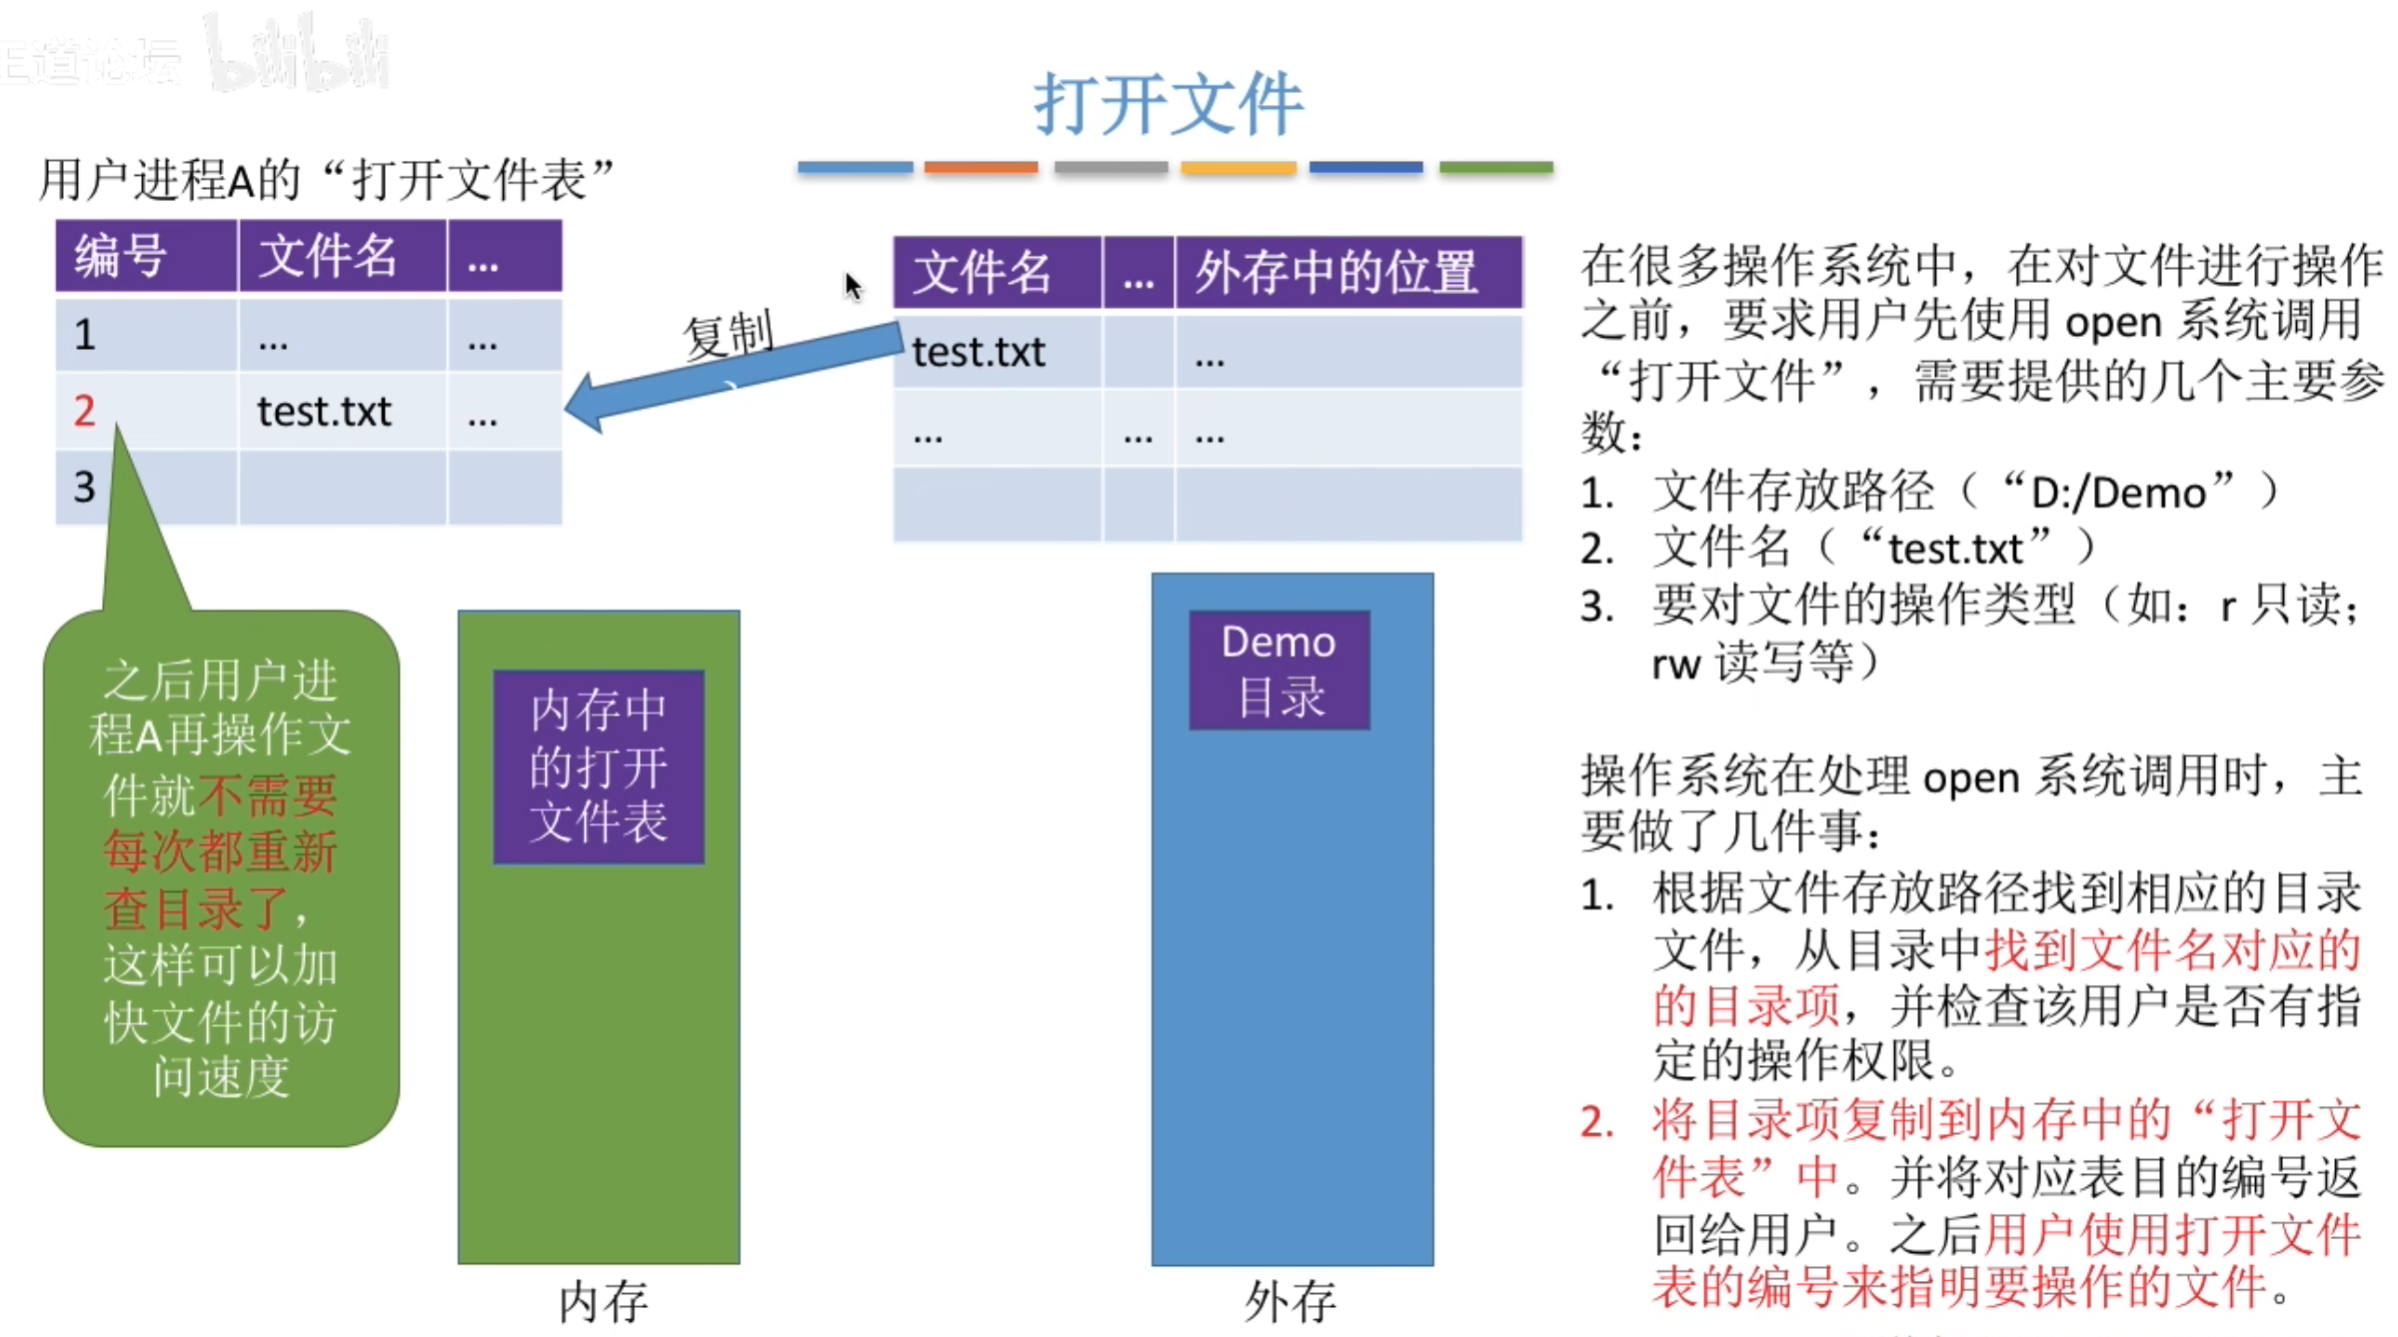 王道论坛 bilibili
打开文件
用户进程A的“打开文件表”
编号 文件名 ...
1 ... ...
2 test.txt ...
3
复制
文件名 ... 外存中的位置
test.txt ...
... ... ...
之后用户进
程A再操作文
件就不需要
每次都重新
查目录了，
这样可以加
快文件的访
问速度
内存中
的打开
文件表
内存
Demo
目录
外存
在很多操作系统中，在对文件进行操作
之前，要求用户先使用 open 系统调用
“打开文件”，需要提供的几个主要参
数：
1. 文件存放路径（“D:/Demo”）
2. 文件名（“test.txt”）
3. 要对文件的操作类型（如：r 只读；
rw 读写等）
操作系统在处理 open 系统调用时，主
要做了几件事：
1. 根据文件存放路径找到相应的目录
文件，从目录中找到文件名对应的
的目录项，并检查该用户是否有指
定的操作权限。
2. 将目录项复制到内存中的“打开文
件表”中。并将对应表目的编号返
回给用户。之后用户使用打开文件
表的编号来指明要操作的文件。